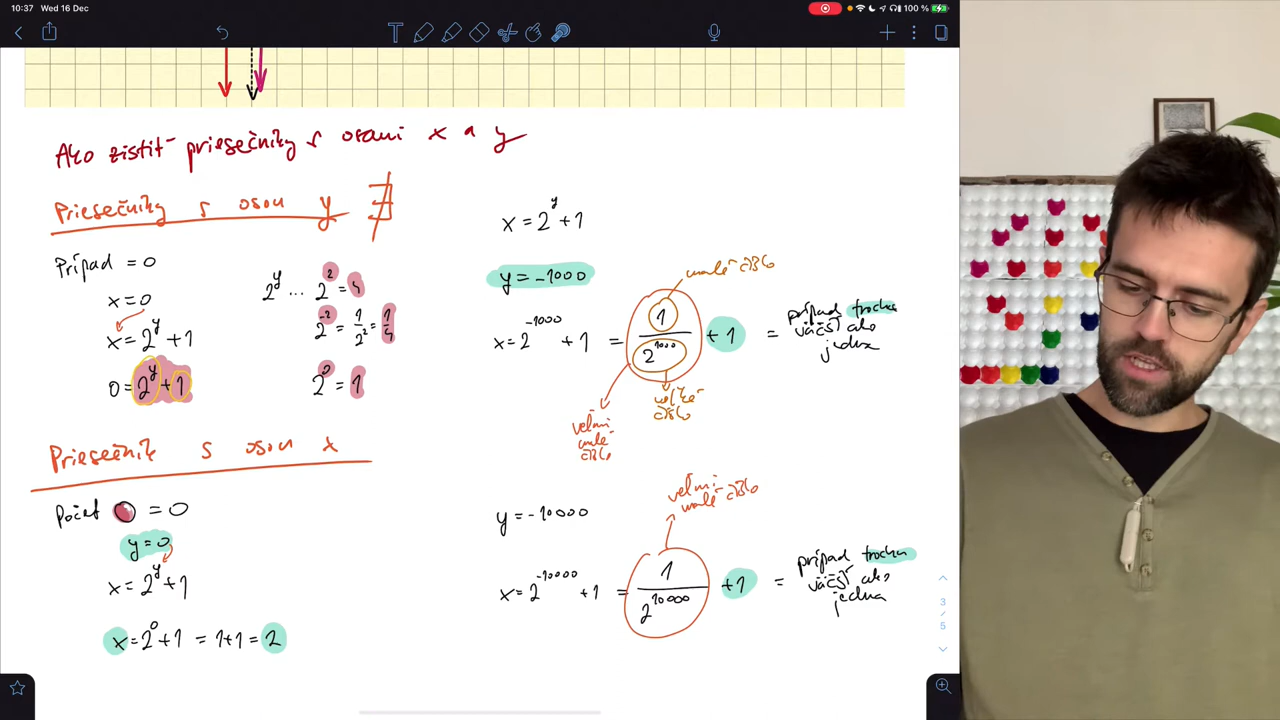 10:37 Wed 16 Dec
100 %
Ako zistiť priesečníky s osami x a y
Priesečníky s osou y ∄
Prípad = 0
x = 0
x = 2^y + 1
0 = 2^y + 1
2^y ... 2^2 = 4
2^-2 = 1/2^2 = 1/4
2^0 = 1
Priesečník s osou x
Počet = 0
y = 0
x = 2^y + 1
x = 2^0 + 1 = 1+1 = 2
x = 2^y + 1
y = -1000
malé číslo
x = 2^-1000 + 1 = 1/2^1000 + 1 = prípad trocha
väčší ako
jedna
veľké
číslo
veľmi
malé
číslo
veľmi
malé číslo
y = -10000
x = 2^-10000 + 1 = 1/2^10000 + 1 = prípad trocha
väčší ako
jedna
3
/
5